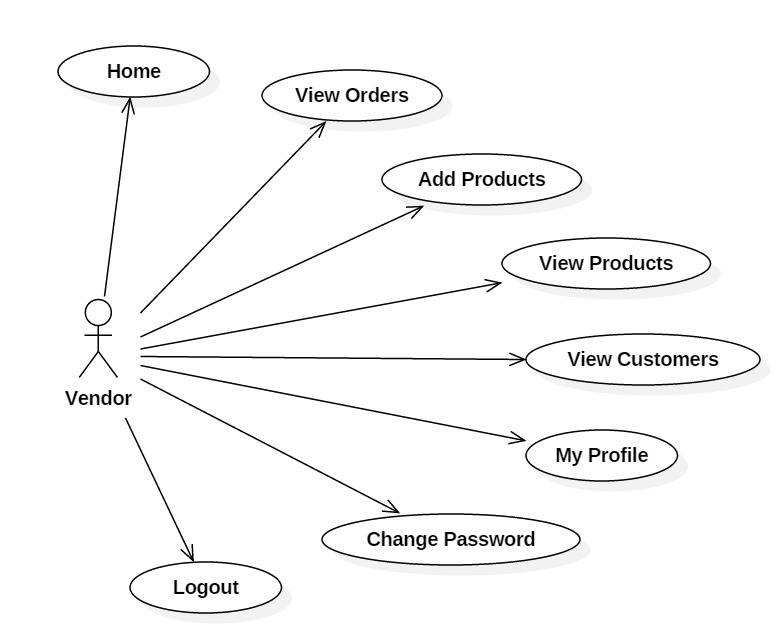 Home
View Orders
Add Products
View Products
View Customers
Vendor
My Profile
Change Password
Logout